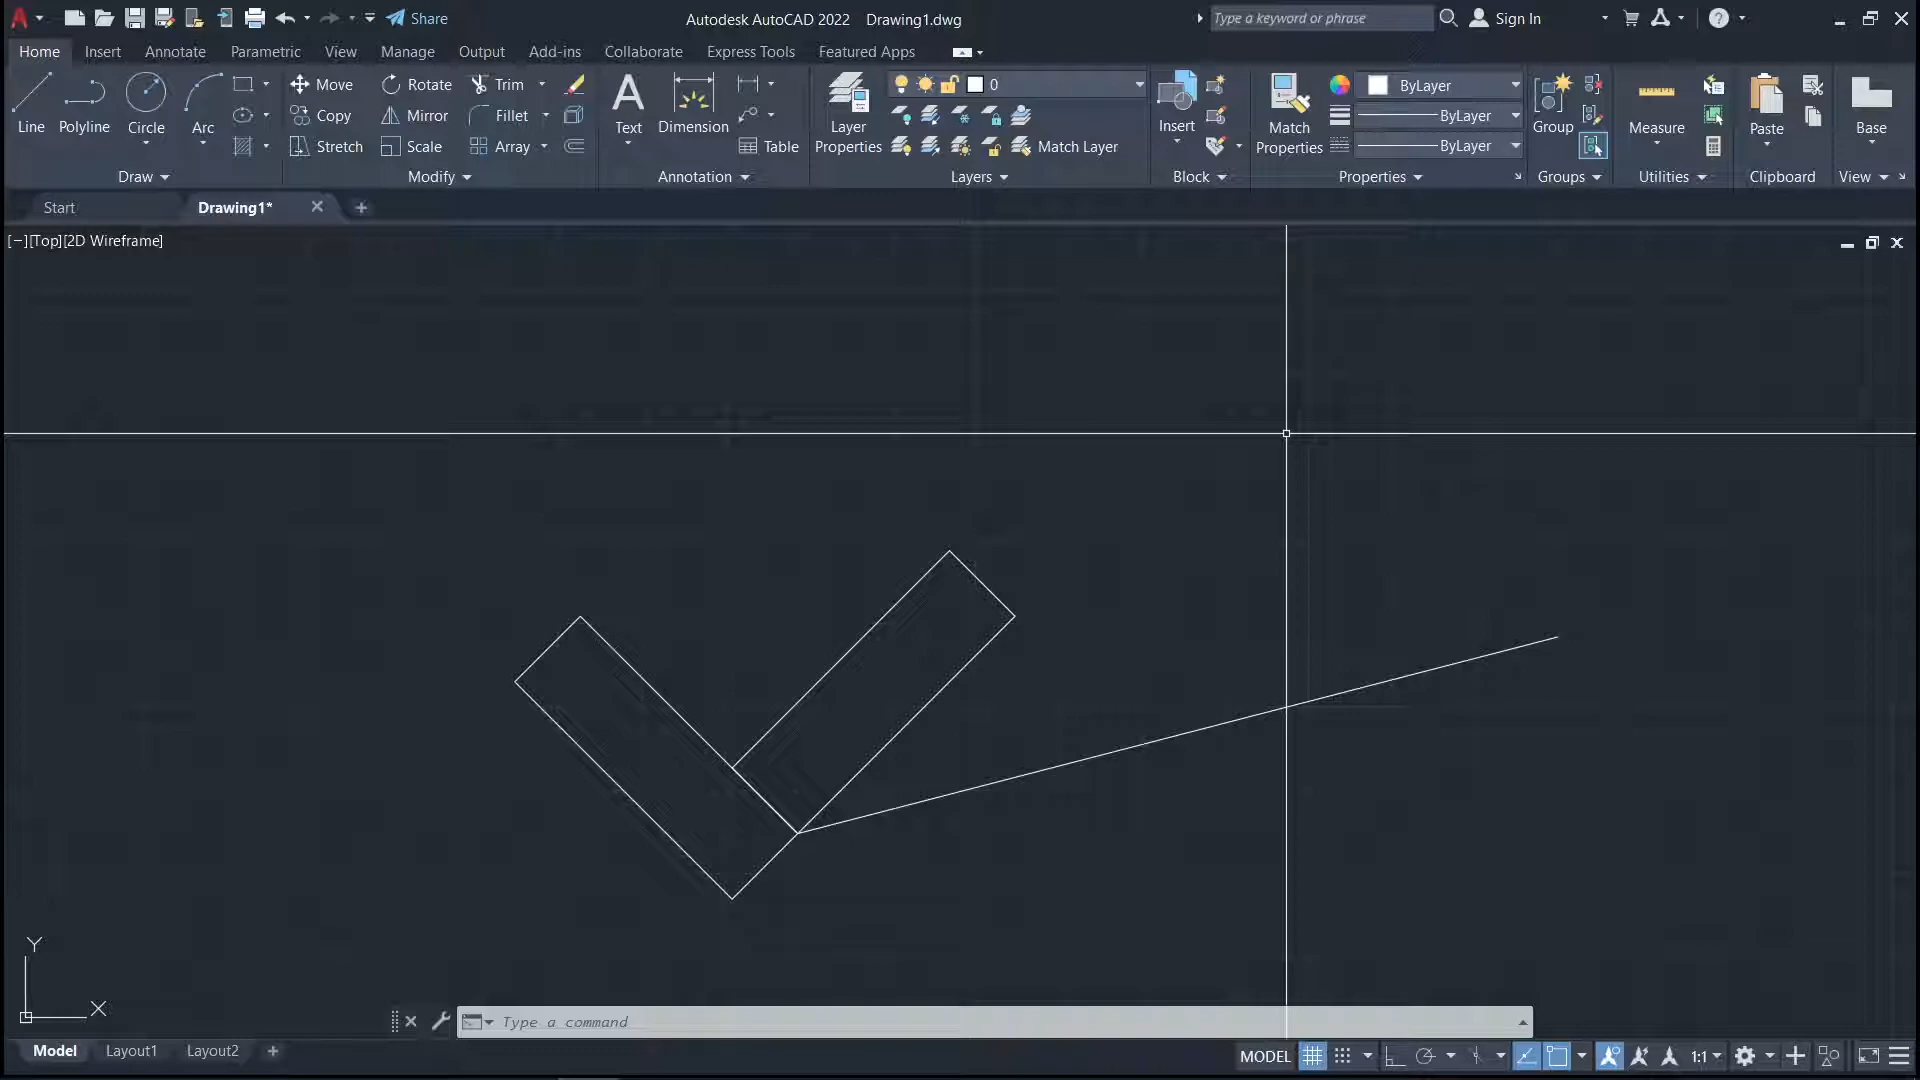 Share
Autodesk AutoCAD 2022 Drawing1.dwg
Type a keyword or phrase
Sign In
Home Insert Annotate Parametric View Manage Output Add-ins Collaborate Express Tools Featured Apps
Line Polyline Circle Arc
Move Rotate Trim
Copy Mirror Fillet
Stretch Scale Array
Text Dimension Table
Layer Properties
0
Match Layer
Insert
Match Properties
ByLayer
ByLayer
ByLayer
Group
Measure
Paste
Base
Draw Modify Annotation Layers Block Properties Groups Utilities Clipboard View
Start Drawing1*
[−][Top][2D Wireframe]
Y
X
Type a command
Model Layout1 Layout2
MODEL 1:1